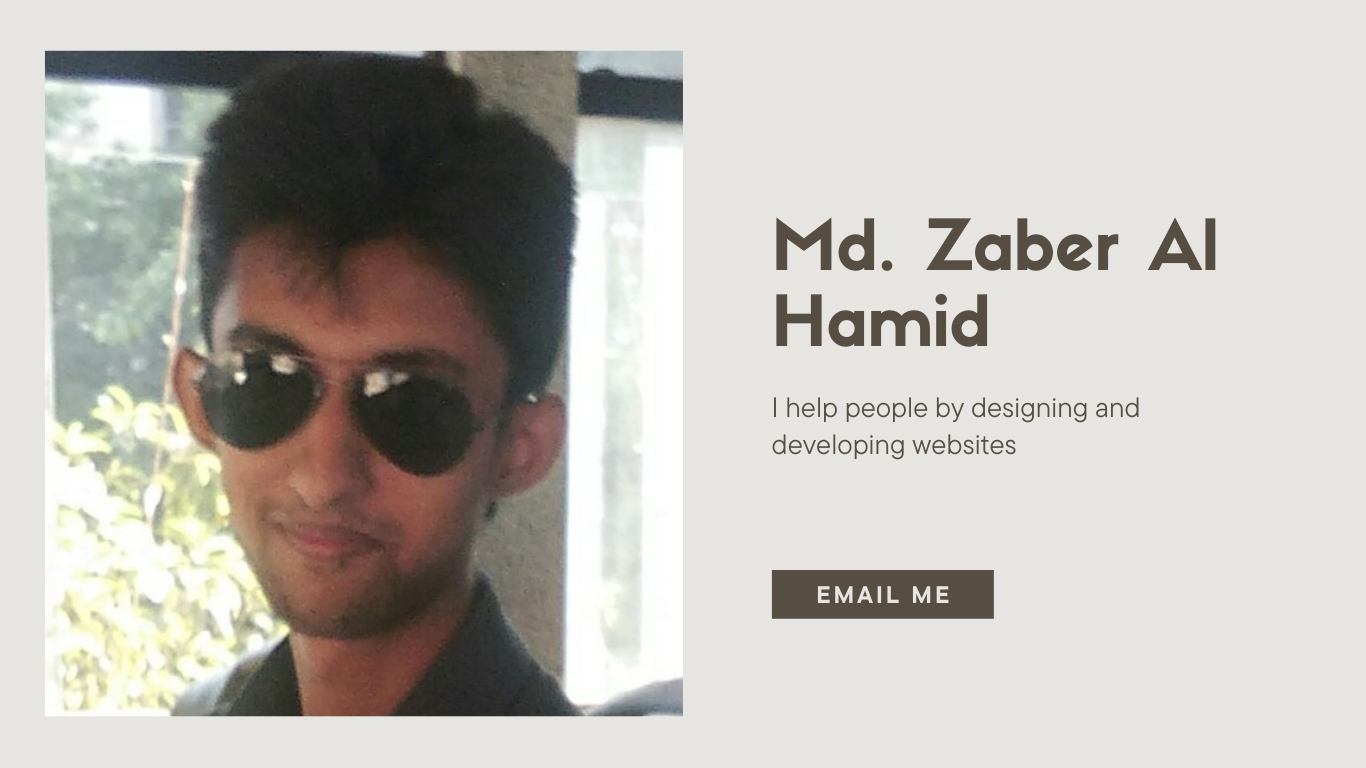 Md. Zaber Al
Hamid
I help people by designing and
developing websites
EMAIL ME